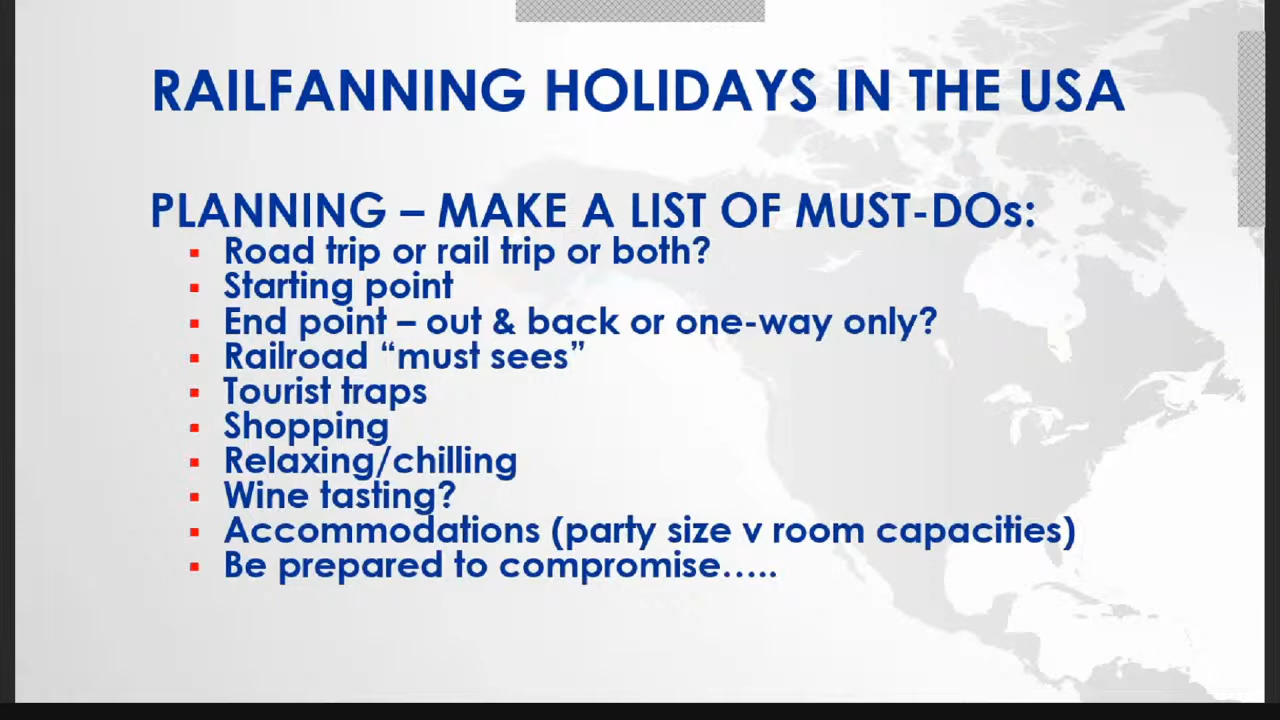 RAILFANNING HOLIDAYS IN THE USA
PLANNING – MAKE A LIST OF MUST-DOs:
▪ Road trip or rail trip or both?
▪ Starting point
▪ End point – out & back or one-way only?
▪ Railroad “must sees”
▪ Tourist traps
▪ Shopping
▪ Relaxing/chilling
▪ Wine tasting?
▪ Accommodations (party size v room capacities)
▪ Be prepared to compromise…..